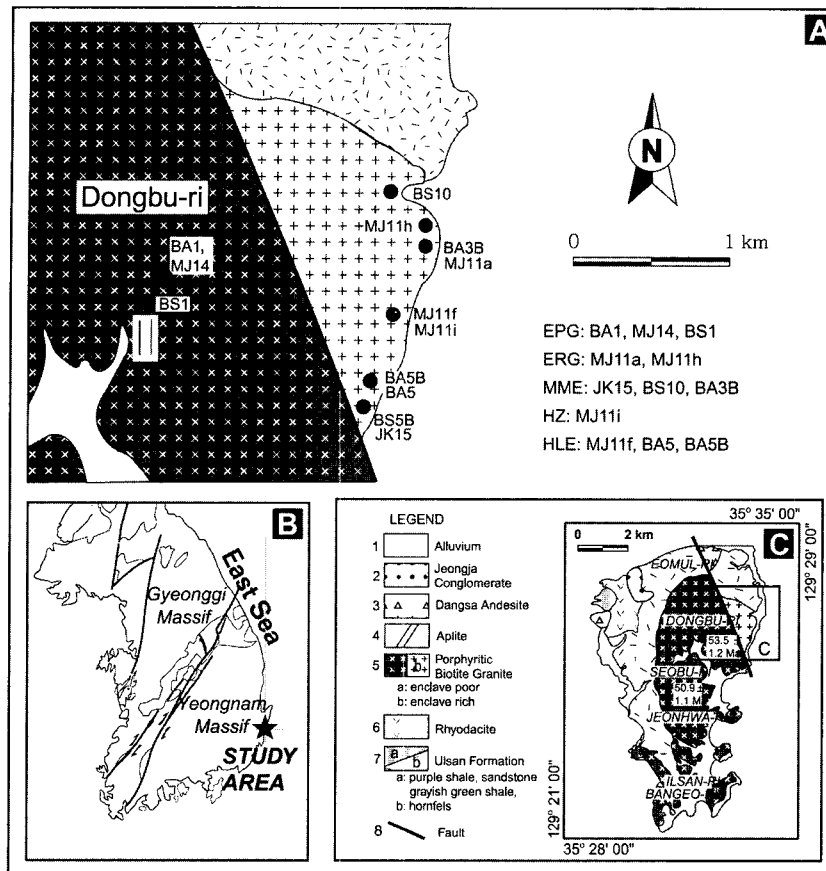 A
Dongbu-ri
BA1,
MJ14
BS1
BS10
MJ11h
BA3B
MJ11a
MJ11f
MJ11i
BA5B
BA5
BS5B
JK15
N
0 1 km
EPG: BA1, MJ14, BS1
ERG: MJ11a, MJ11h
MME: JK15, BS10, BA3B
HZ: MJ11i
HLE: MJ11f, BA5, BA5B
B
Gyeonggi
Massif
East Sea
Yeongnam
Massif
STUDY
AREA
LEGEND
1 Alluvium
2 Jeongja
Conglomerate
3 Dangsa Andesite
4 Aplite
5 b Porphyritic
Biotite Granite
a: enclave poor
b: enclave rich
6 Rhyodacite
7 a b Ulsan Formation
a: purple shale, sandstone
grayish green shale,
b: hornfels
8 Fault
C
35° 35' 00"
129° 29' 00"
0 2 km
EOMUL-RI
DONGBU-RI
53.5 ±
1.2 M
C
SEOBU-
50.9 ±
1.1 M
JEONHWA-
ILSAN-RI
BANGEO-
129° 21' 00"
35° 28' 00"